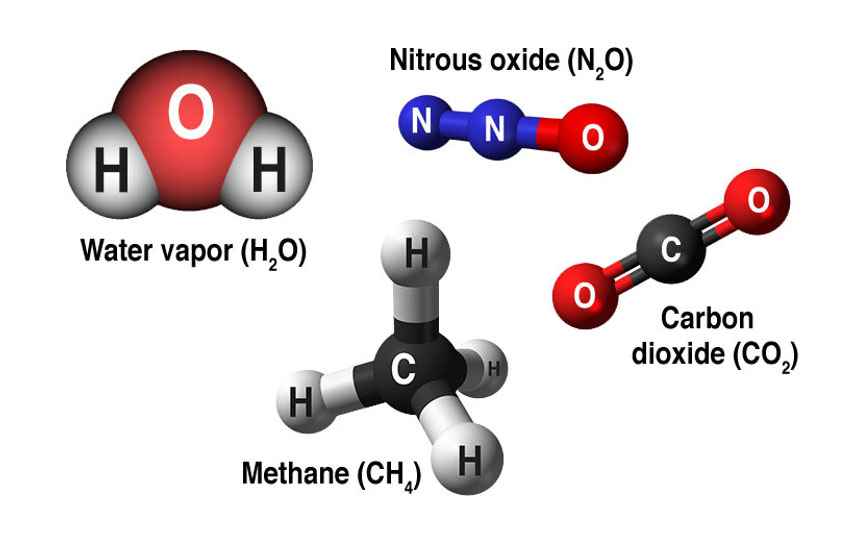 Nitrous oxide (N₂O)
O
H H
N N O
Water vapor (H₂O)
O
C
O
Carbon
dioxide (CO₂)
H
C
H
H
H
Methane (CH₄)